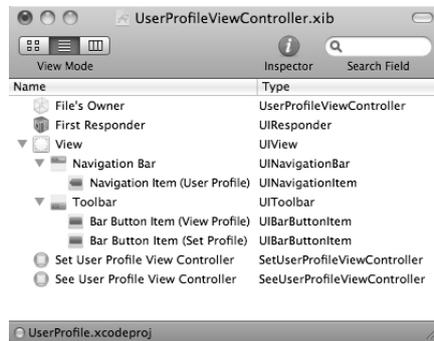 UserProfileViewController.xib
View Mode Inspector Search Field
Name Type
File's Owner UserProfileViewController
First Responder UIResponder
View UIView
Navigation Bar UINavigationBar
Navigation Item (User Profile) UINavigationItem
Toolbar UIToolbar
Bar Button Item (View Profile) UIBarButtonItem
Bar Button Item (Set Profile) UIBarButtonItem
Set User Profile View Controller SetUserProfileViewController
See User Profile View Controller SeeUserProfileViewController
UserProfile.xcodeproj